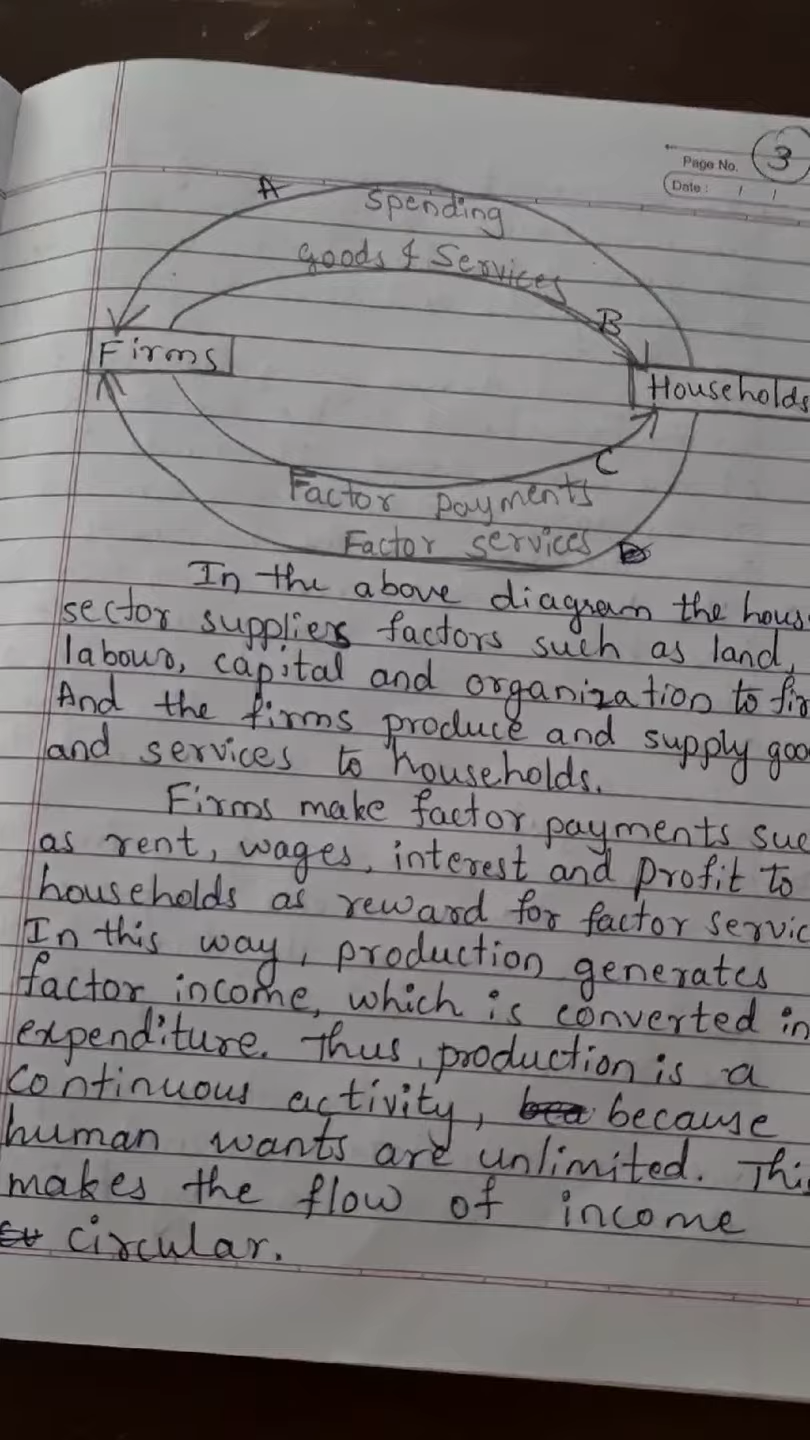 Page No. 3
Date : / /
A
Spending
Goods & Services
B
Firms
Households
C
Factor payments
Factor services D
In the above diagram the hous
sector supplies factors such as land,
labour, capital and organization to fir
And the firms produce and supply goo
and services to households.
Firms make factor payments suc
as rent, wages, interest and profit to
households as reward for factor servic
In this way, production generates
factor income, which is converted in
expenditure. Thus, production is a
continuous activity, because
human wants are unlimited. Thi
makes the flow of income
circular.